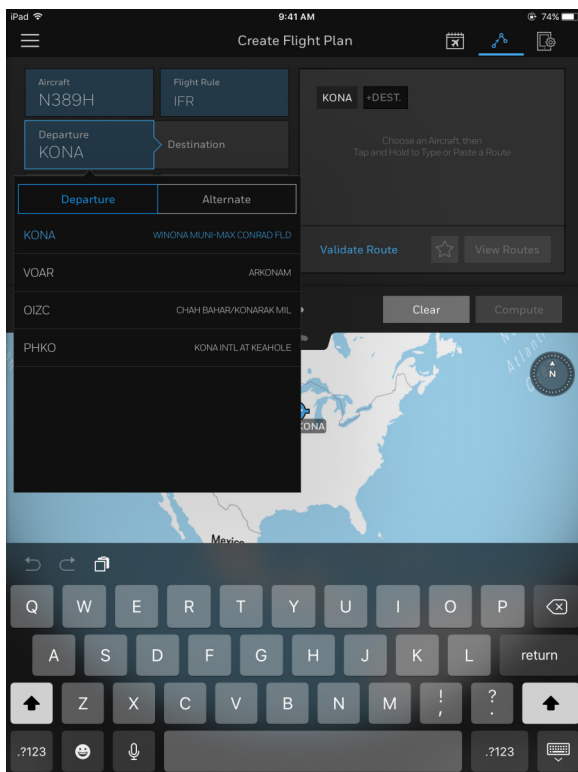 iPad 9:41 AM 74%
Create Flight Plan
Aircraft
N389H
Flight Rule
IFR
Departure
KONA
Destination
KONA +DEST.
Choose an Aircraft, then
Tap and Hold to Type or Paste a Route
Validate Route View Routes
Departure Alternate
KONA WINONA MUNI-MAX CONRAD FLD
VOAR ARKONAM
OIZC CHAH BAHAR/KONARAK MIL
PHKO KONA INTL AT KEAHOLE
Clear Compute
Atlantic
N
KONA
Mexico
Q W E R T Y U I O P
A S D F G H J K L return
Z X C V B N M ! , ? .
.?123 .?123